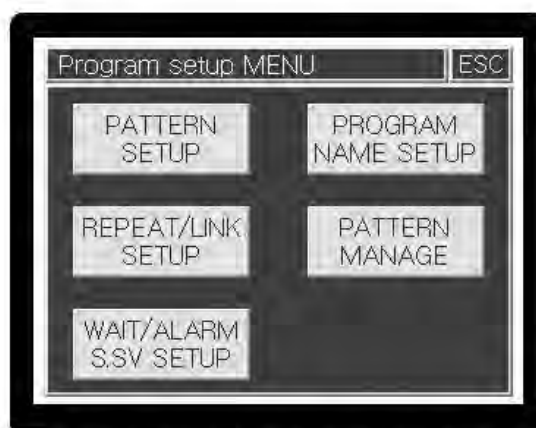 Program setup MENU
ESC
PATTERN
SETUP
PROGRAM
NAME SETUP
REPEAT/LINK
SETUP
PATTERN
MANAGE
WAIT/ALARM
S.SV SETUP